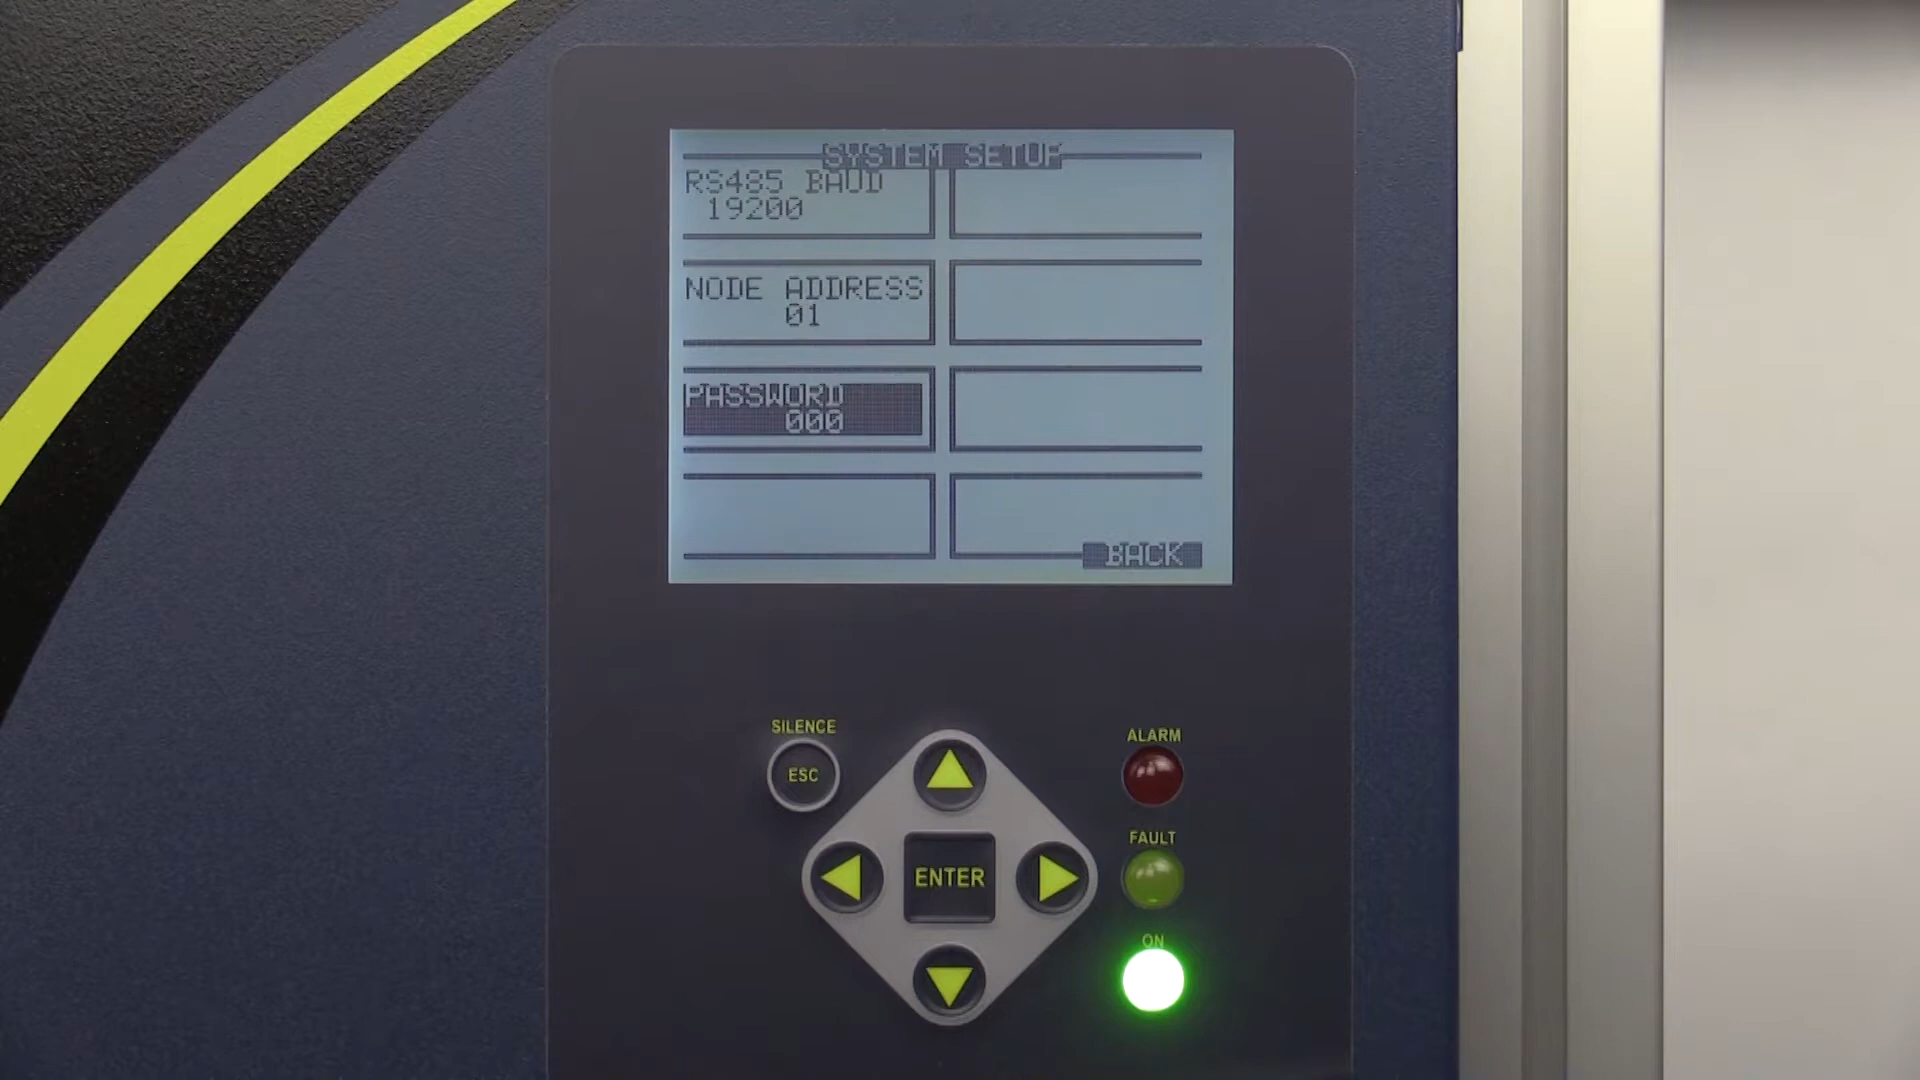 SYSTEM SETUP
RS485 BAUD
19200
NODE ADDRESS
01
PASSWORD
000
BACK
SILENCE
ESC
ENTER
ALARM
FAULT
ON